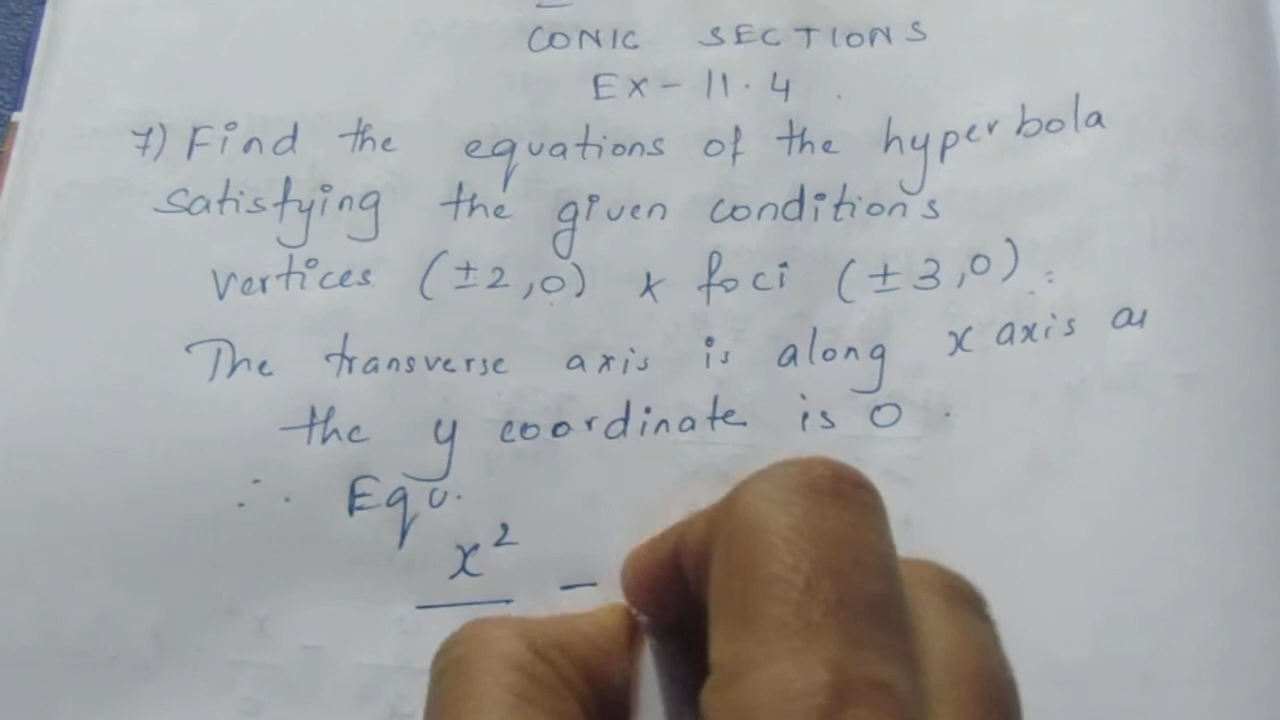 CONIC SECTIONS
EX-11.4
7) Find the equations of the hyperbola
satisfying the given conditions
vertices (±2,0) x foci (±3,0).
The transverse axis is along x axis as
the y coordinate is 0.
∴ Equ.
x² –